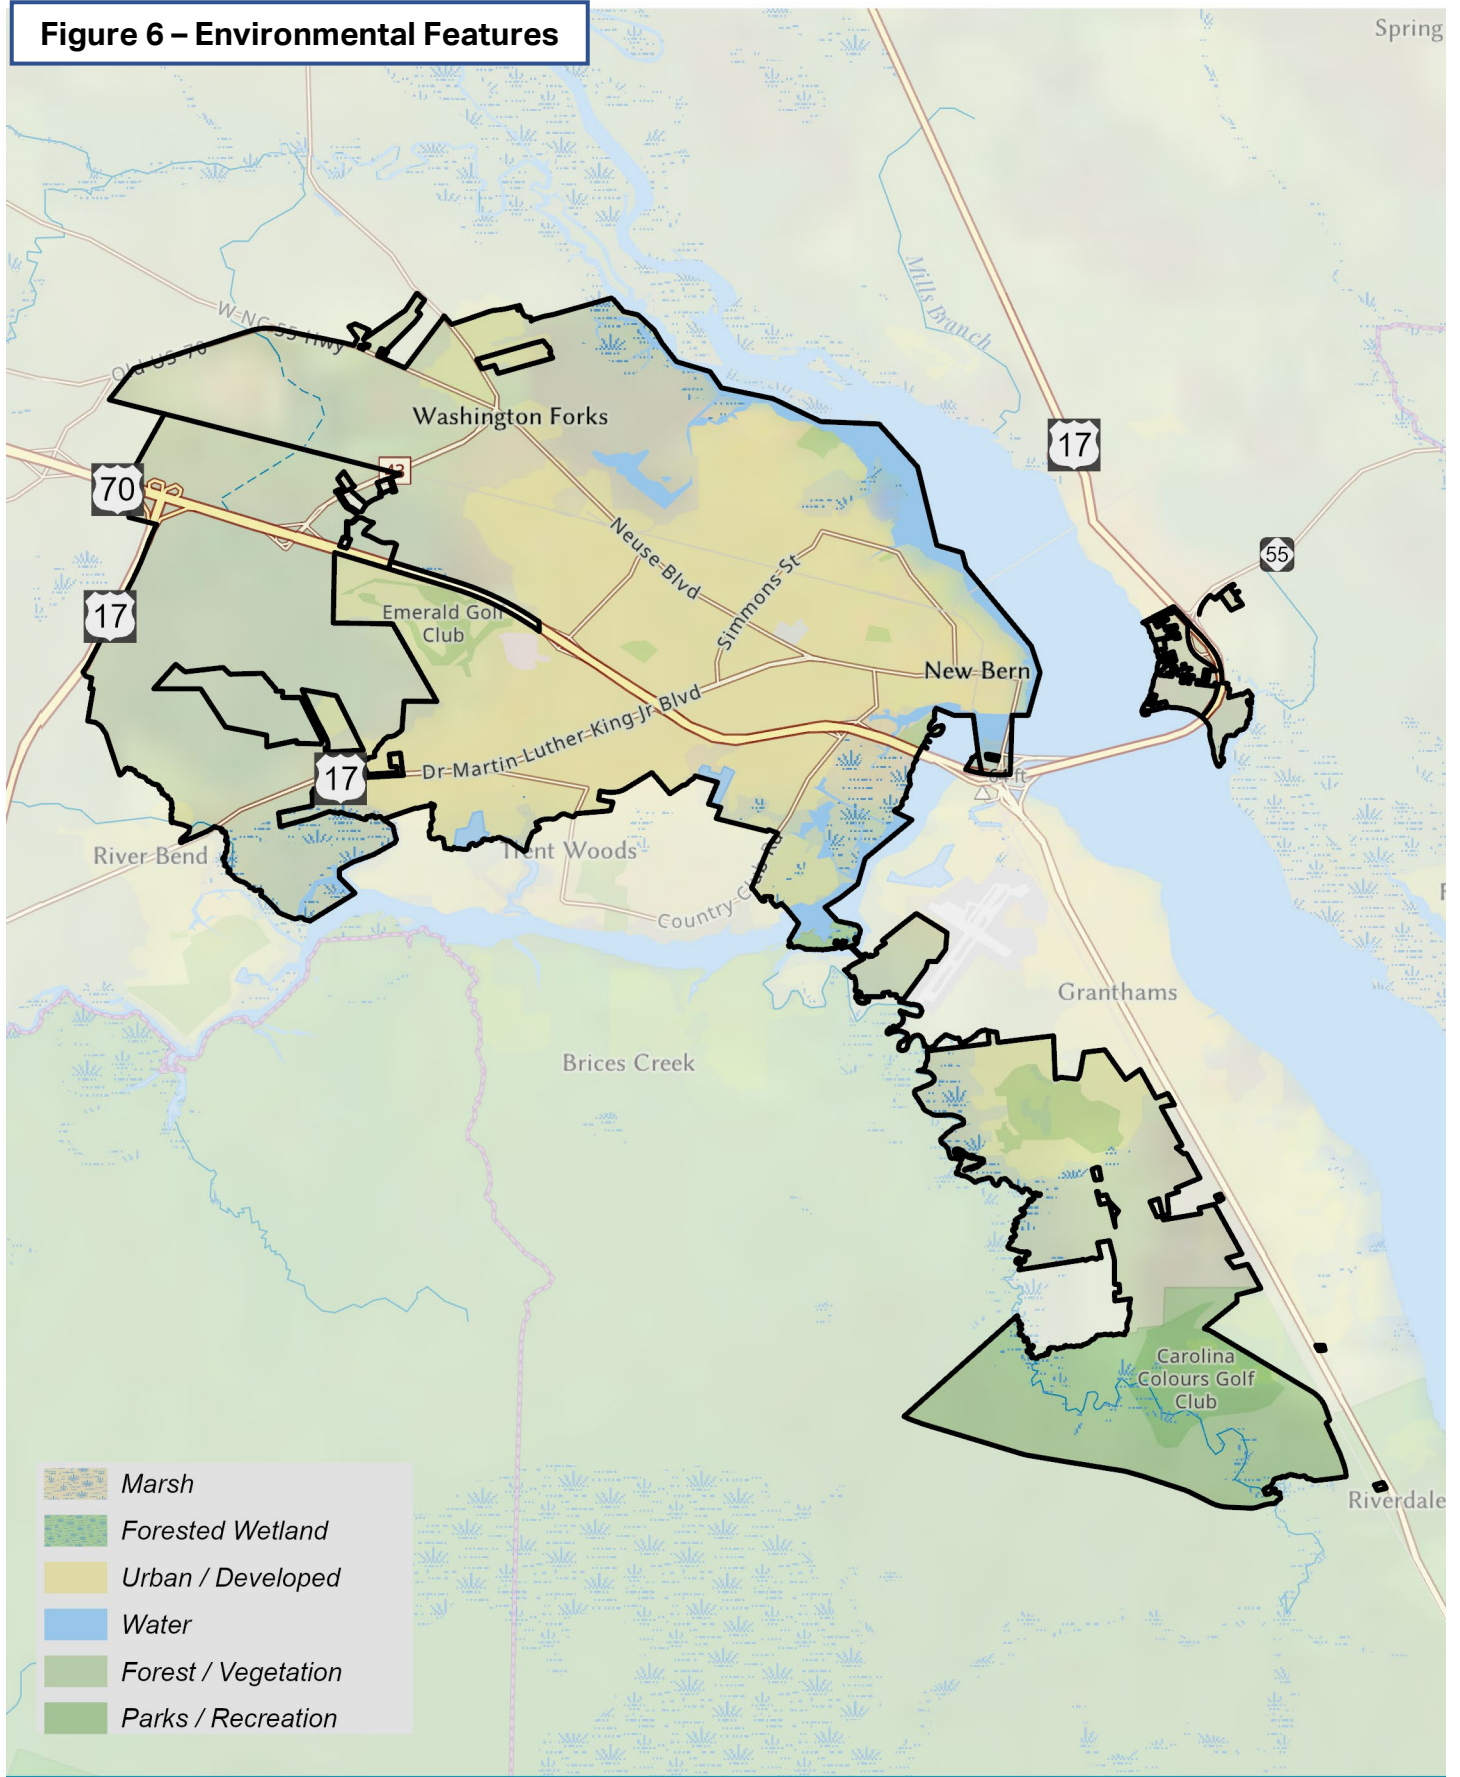 Figure 6 – Environmental Features
Spring
Mills Branch
W NC 55 Hwy
Old US 70
Washington Forks
17
43
70
Neuse Blvd
Simmons St
55
17
Emerald Golf
Club
New Bern
Dr Martin Luther King Jr Blvd
17
64 ft
River Bend
Trent Woods
Country Club Rd
Granthams
Brices Creek
Carolina
Colours Golf
Club
Riverdale
Marsh
Forested Wetland
Urban / Developed
Water
Forest / Vegetation
Parks / Recreation